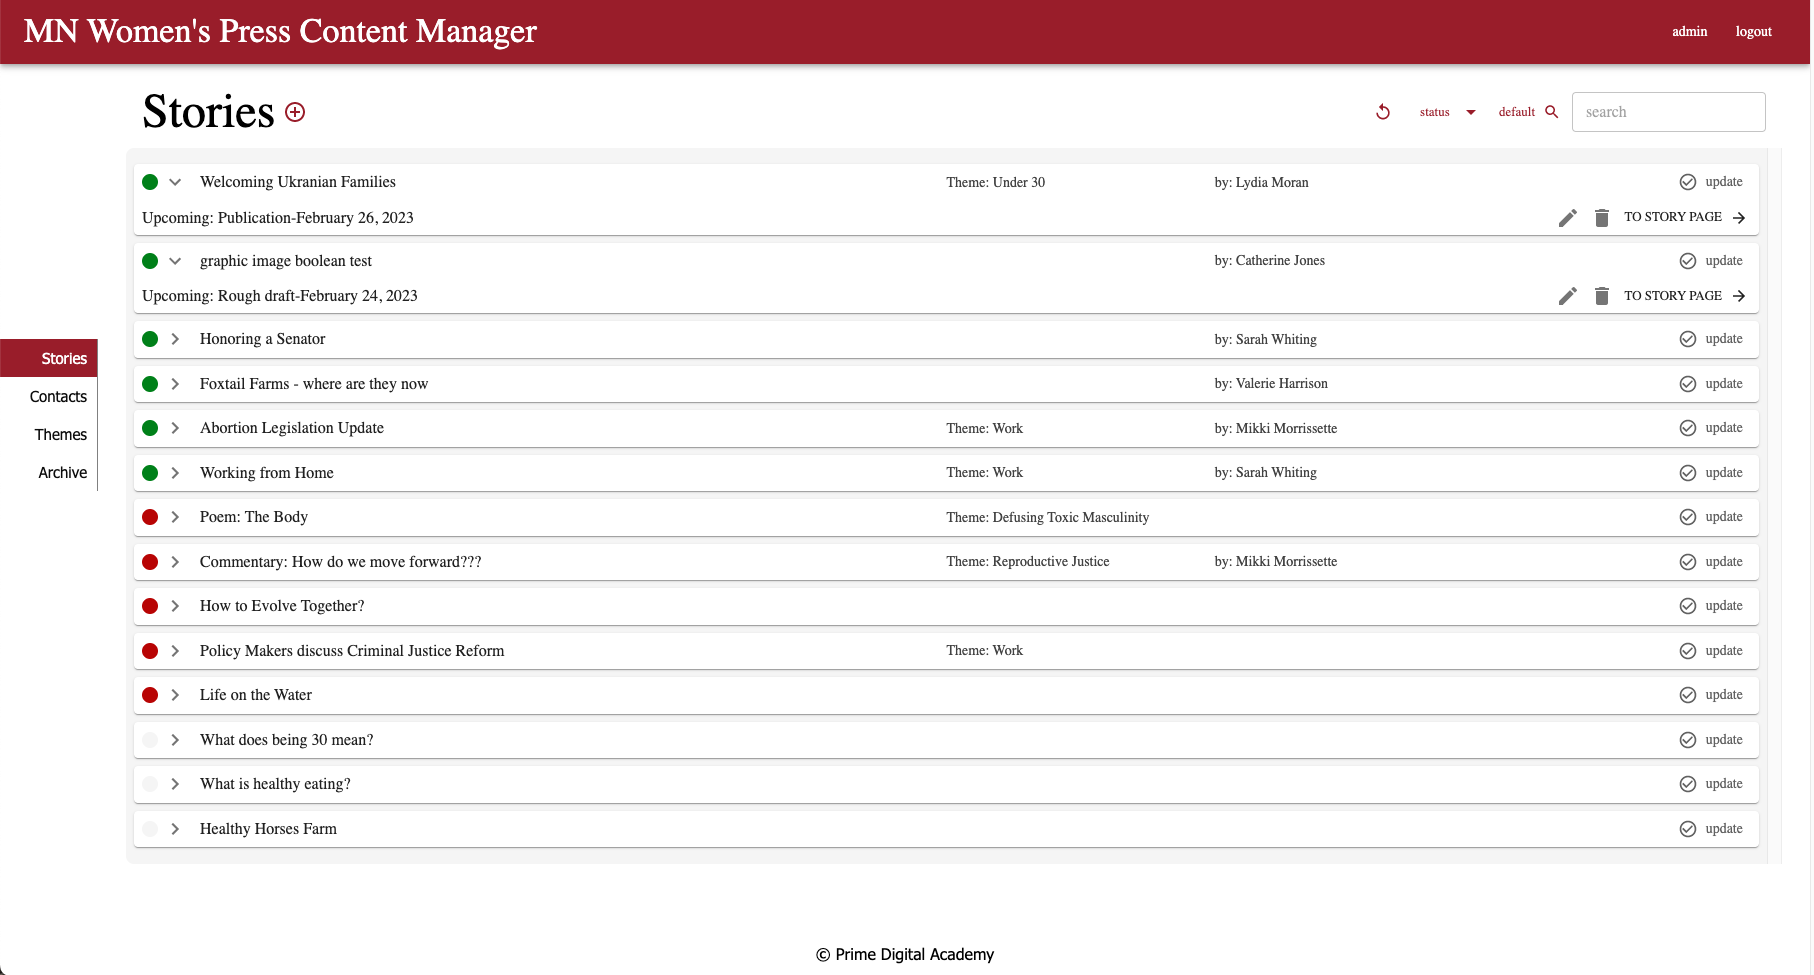 MN Women's Press Content Manager admin logout
Stories status default search
Welcoming Ukranian Families Theme: Under 30 by: Lydia Moran update
Upcoming: Publication-February 26, 2023 TO STORY PAGE
graphic image boolean test by: Catherine Jones update
Upcoming: Rough draft-February 24, 2023 TO STORY PAGE
Honoring a Senator by: Sarah Whiting update
Foxtail Farms - where are they now by: Valerie Harrison update
Abortion Legislation Update Theme: Work by: Mikki Morrissette update
Working from Home Theme: Work by: Sarah Whiting update
Poem: The Body Theme: Defusing Toxic Masculinity update
Commentary: How do we move forward??? Theme: Reproductive Justice by: Mikki Morrissette update
How to Evolve Together? update
Policy Makers discuss Criminal Justice Reform Theme: Work update
Life on the Water update
What does being 30 mean? update
What is healthy eating? update
Healthy Horses Farm update
Stories
Contacts
Themes
Archive
© Prime Digital Academy